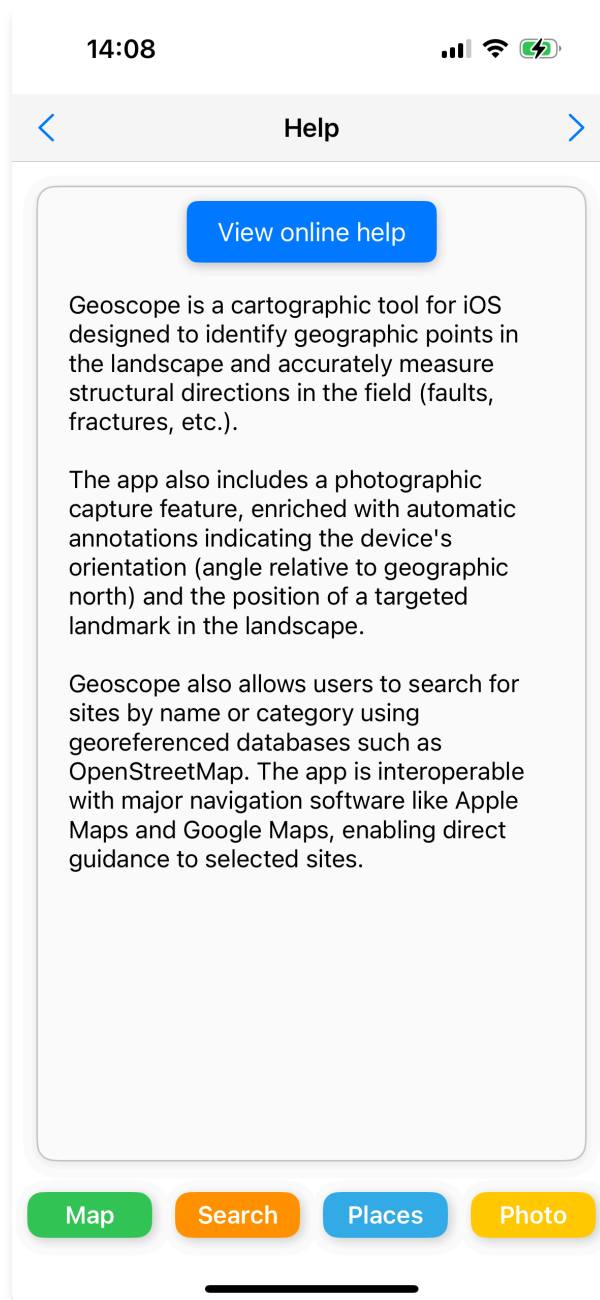 14:08
Help
View online help
Geoscope is a cartographic tool for iOS
designed to identify geographic points in
the landscape and accurately measure
structural directions in the field (faults,
fractures, etc.).
The app also includes a photographic
capture feature, enriched with automatic
annotations indicating the device's
orientation (angle relative to geographic
north) and the position of a targeted
landmark in the landscape.
Geoscope also allows users to search for
sites by name or category using
georeferenced databases such as
OpenStreetMap. The app is interoperable
with major navigation software like Apple
Maps and Google Maps, enabling direct
guidance to selected sites.
Map Search Places Photo